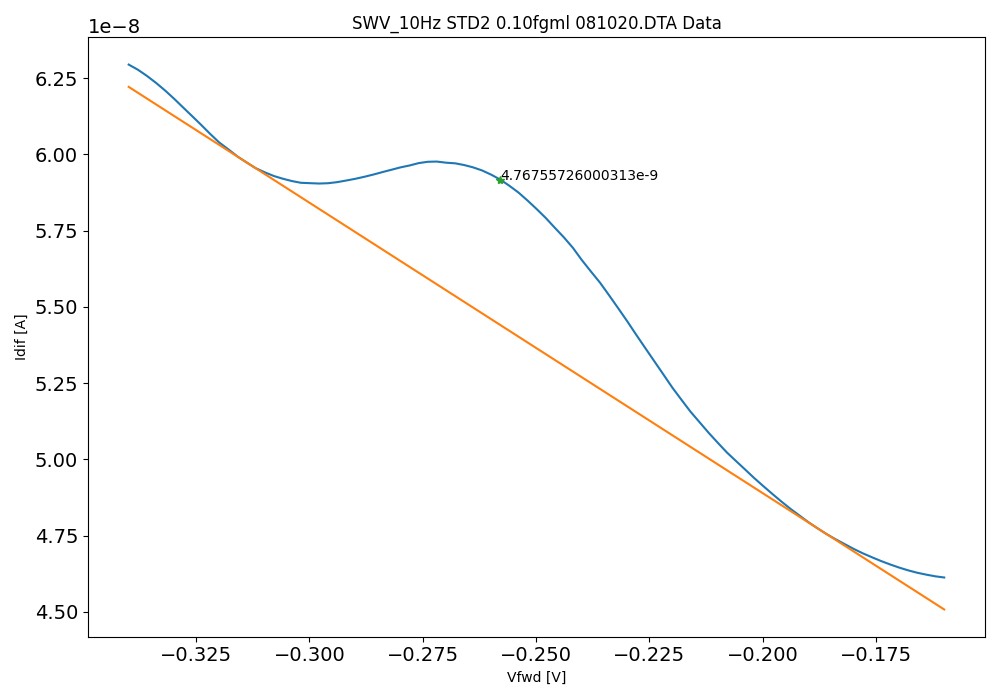 SWV_10Hz STD2 0.10fgml 081020.DTA Data
1e−8
6.25
6.00
5.75
5.50
5.25
5.00
4.75
4.50
4.76755726000313e-9
Idif [A]
−0.325 −0.300 −0.275 −0.250 −0.225 −0.200 −0.175
Vfwd [V]